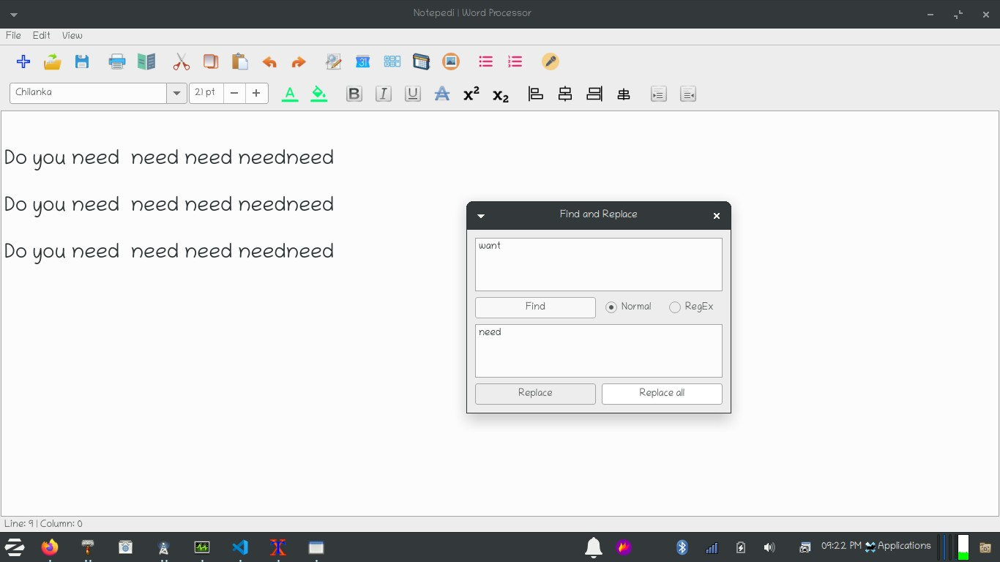 Notepedi | Word Processor
File Edit View
31
Chilanka 21 pt − +
A B I U A x² x₂
Do you need  need need needneed
Do you need  need need needneed
Do you need  need need needneed
Find and Replace
want
Find Normal RegEx
need
Replace Replace all
Line: 9 | Column: 0
09:22 PM Applications